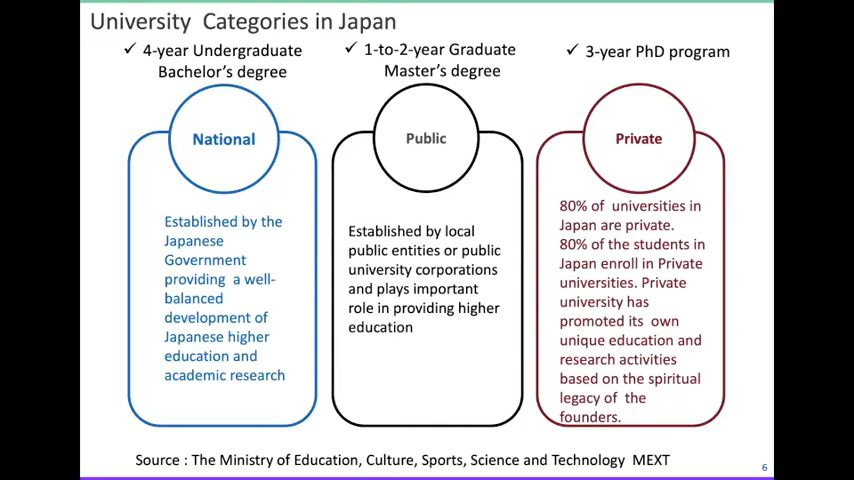 University Categories in Japan
✓ 4-year Undergraduate
Bachelor's degree
✓ 1-to-2-year Graduate
Master's degree
✓ 3-year PhD program
National
Established by the
Japanese
Government
providing a well-
balanced
development of
Japanese higher
education and
academic research
Public
Established by local
public entities or public
university corporations
and plays important
role in providing higher
education
Private
80% of universities in
Japan are private.
80% of the students in
Japan enroll in Private
universities. Private
university has
promoted its own
unique education and
research activities
based on the spiritual
legacy of the
founders.
Source : The Ministry of Education, Culture, Sports, Science and Technology MEXT
6